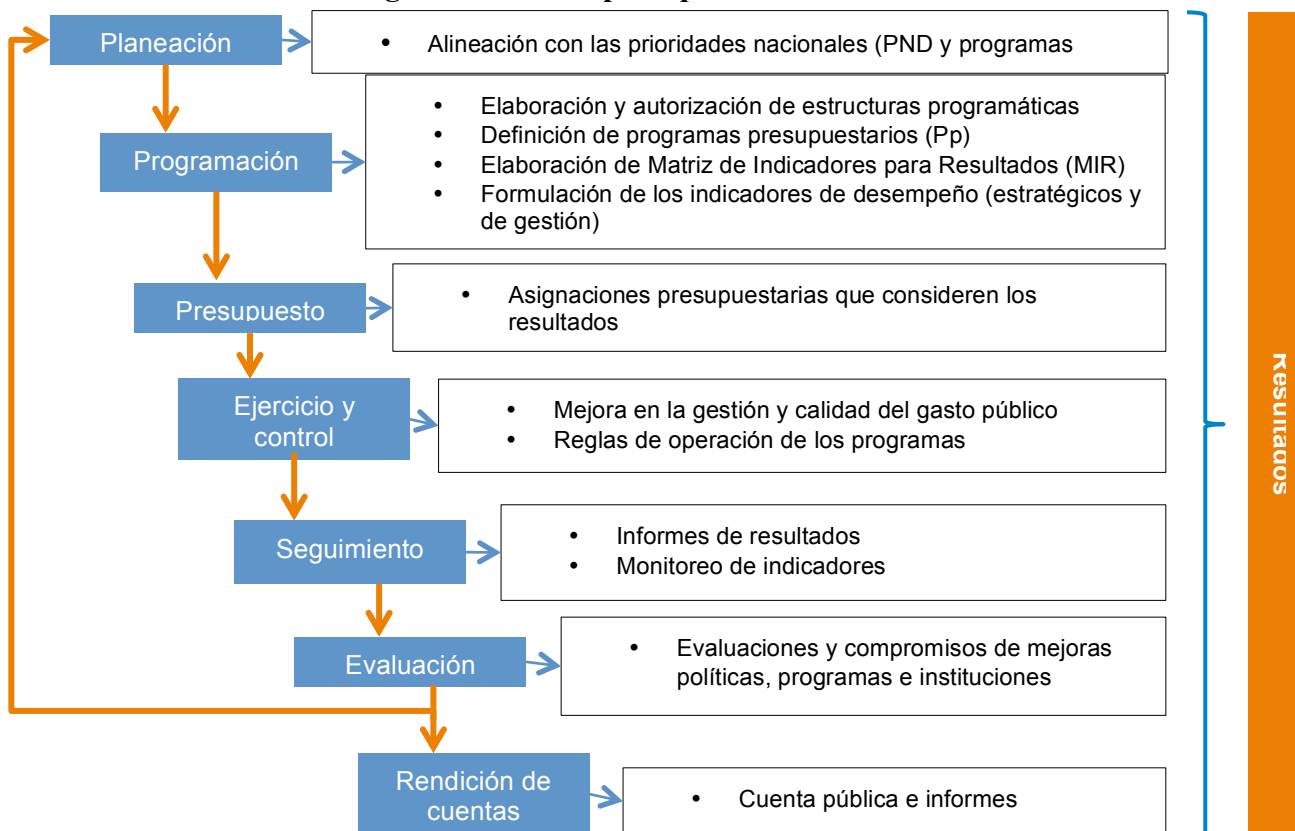 Planeación
• Alineación con las prioridades nacionales (PND y programas
Programación
• Elaboración y autorización de estructuras programáticas
• Definición de programas presupuestarios (Pp)
• Elaboración de Matriz de Indicadores para Resultados (MIR)
• Formulación de los indicadores de desempeño (estratégicos y
de gestión)
Presupuesto
• Asignaciones presupuestarias que consideren los
resultados
Ejercicio y
control
• Mejora en la gestión y calidad del gasto público
• Reglas de operación de los programas
Seguimiento
• Informes de resultados
• Monitoreo de indicadores
Evaluación
• Evaluaciones y compromisos de mejoras
políticas, programas e instituciones
Rendición de
cuentas
• Cuenta pública e informes
Resultados